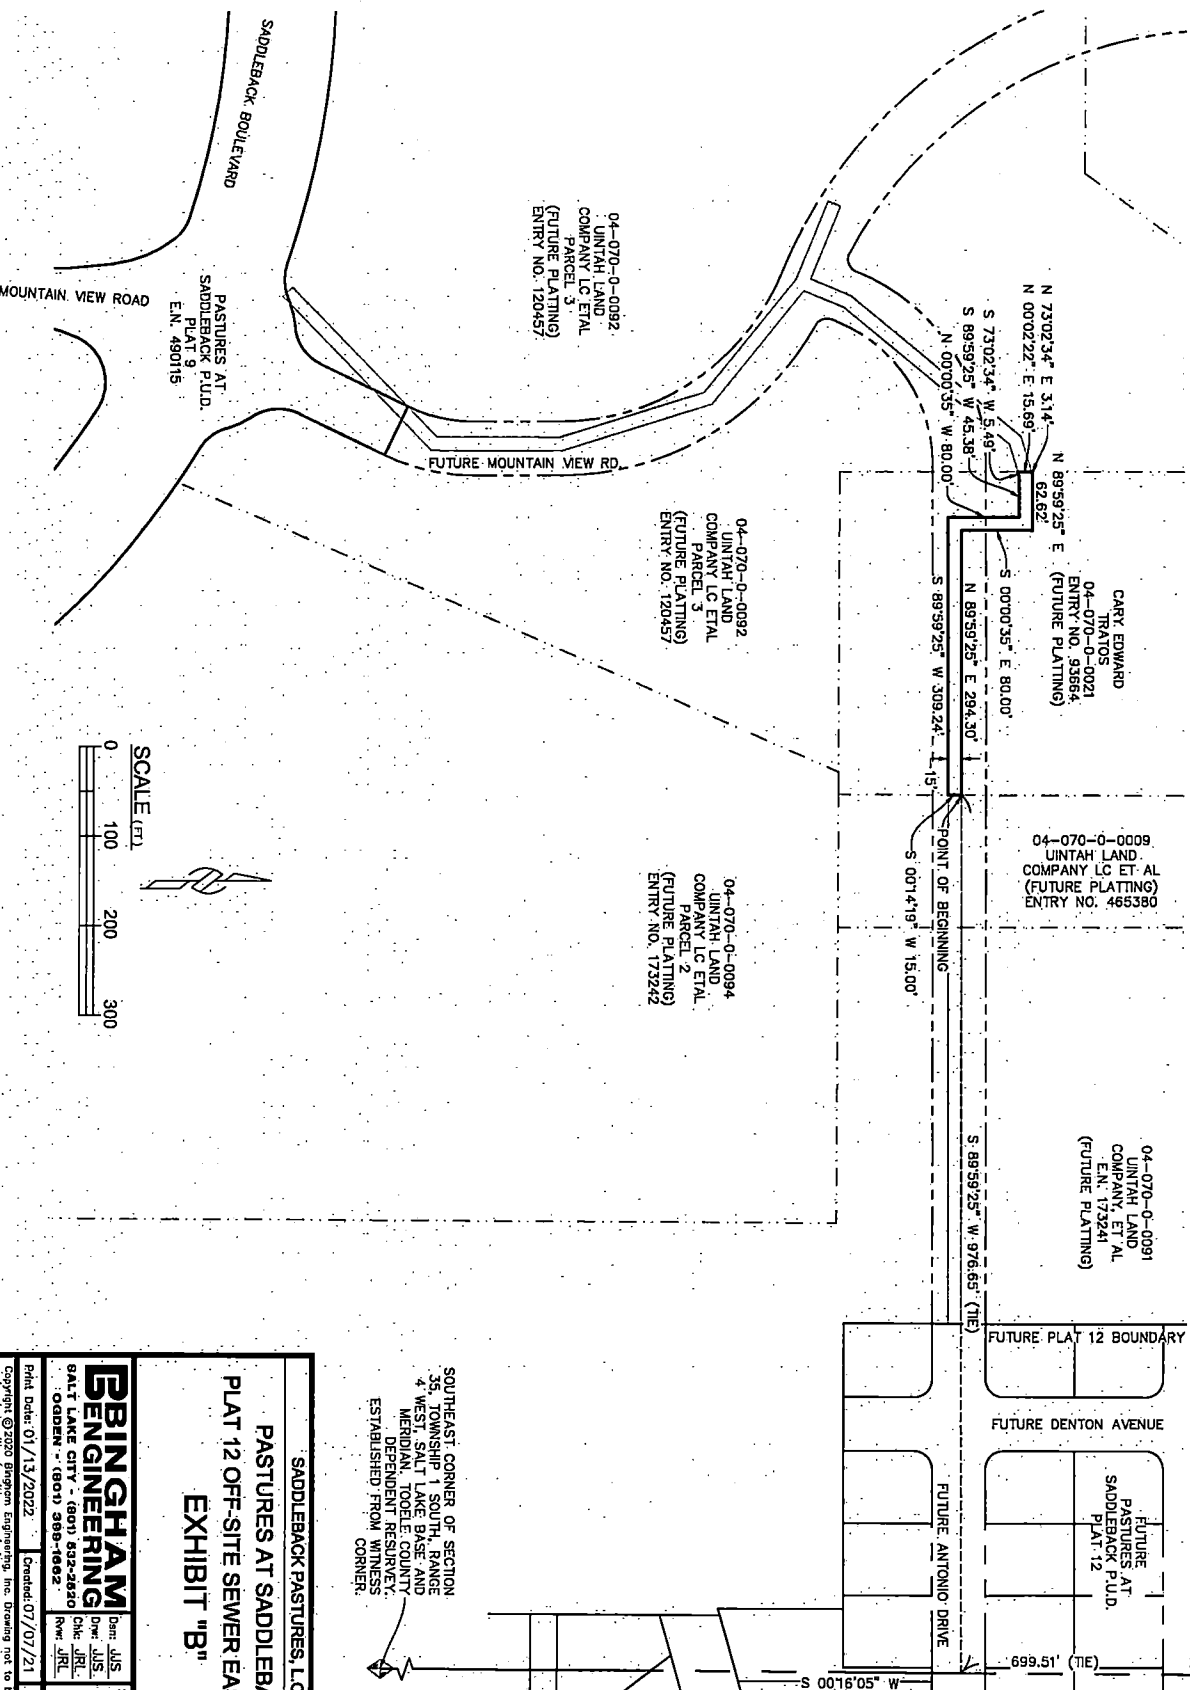 SADDLEBACK BOULEVARD
MOUNTAIN VIEW ROAD
PASTURES AT
SADDLEBACK P.U.D.
PLAT 9
E.N. 490115
04-070-0-0092
UINTAH LAND
COMPANY LC ETAL
PARCEL 3
(FUTURE PLATTING)
ENTRY NO. 120457
FUTURE MOUNTAIN VIEW RD.
04-070-0-0092
UINTAH LAND
COMPANY LC ETAL
PARCEL 3
(FUTURE PLATTING)
ENTRY NO. 120457
N 73°02'34" E 3.14'
N 00°02'22" E 15.69'
S 73°02'34" W 5.49'
S 89°59'25" W 45.38'
N 00°00'35" W 80.00'
N 89°59'25" E
62.62'
S 00°00'35" E 80.00'
N 89°59'25" E 294.30'
S 89°59'25" W 309.24'
15'
CARY EDWARD
TRATOS
04-070-0-0021
ENTRY NO. 93664
(FUTURE PLATTING)
POINT OF BEGINNING
S 00°14'19" W 15.00'
04-070-0-0009
UINTAH LAND
COMPANY LC ET AL
(FUTURE PLATTING)
ENTRY NO. 465380
04-070-0-0094
UINTAH LAND
COMPANY LC ETAL
PARCEL 2
(FUTURE PLATTING)
ENTRY NO. 173242
04-070-0-0091
UINTAH LAND
COMPANY, ET AL
E.N. 173241
(FUTURE PLATTING)
S 89°59'25" W 976.65' (TIE)
FUTURE PLAT 12 BOUNDARY
FUTURE DENTON AVENUE
FUTURE
PASTURES AT
SADDLEBACK P.U.D.
PLAT 12
FUTURE ANTONIO DRIVE
699.51' (TIE)
S 00°16'05" W
SCALE (FT)
0 100 200 300
SOUTHEAST CORNER OF SECTION
35, TOWNSHIP 1 SOUTH, RANGE
4 WEST, SALT LAKE BASE AND
MERIDIAN, TOOELE COUNTY
DEPENDENT RESURVEY.
ESTABLISHED FROM WITNESS
CORNER.
SADDLEBACK PASTURES, L.C
PASTURES AT SADDLEBA
PLAT 12 OFF-SITE SEWER EA
EXHIBIT "B"
BINGHAM
ENGINEERING
SALT LAKE CITY - (801) 532-2520
OGDEN - (801) 399-1662
Dsn: JJS
Drw: JJS
Chk: JRL
Rvw: JRL
Print Date: 01/13/2022
Created: 07/07/21
Copyright © 2020 Bingham Engineering, Inc. Drawing not to b